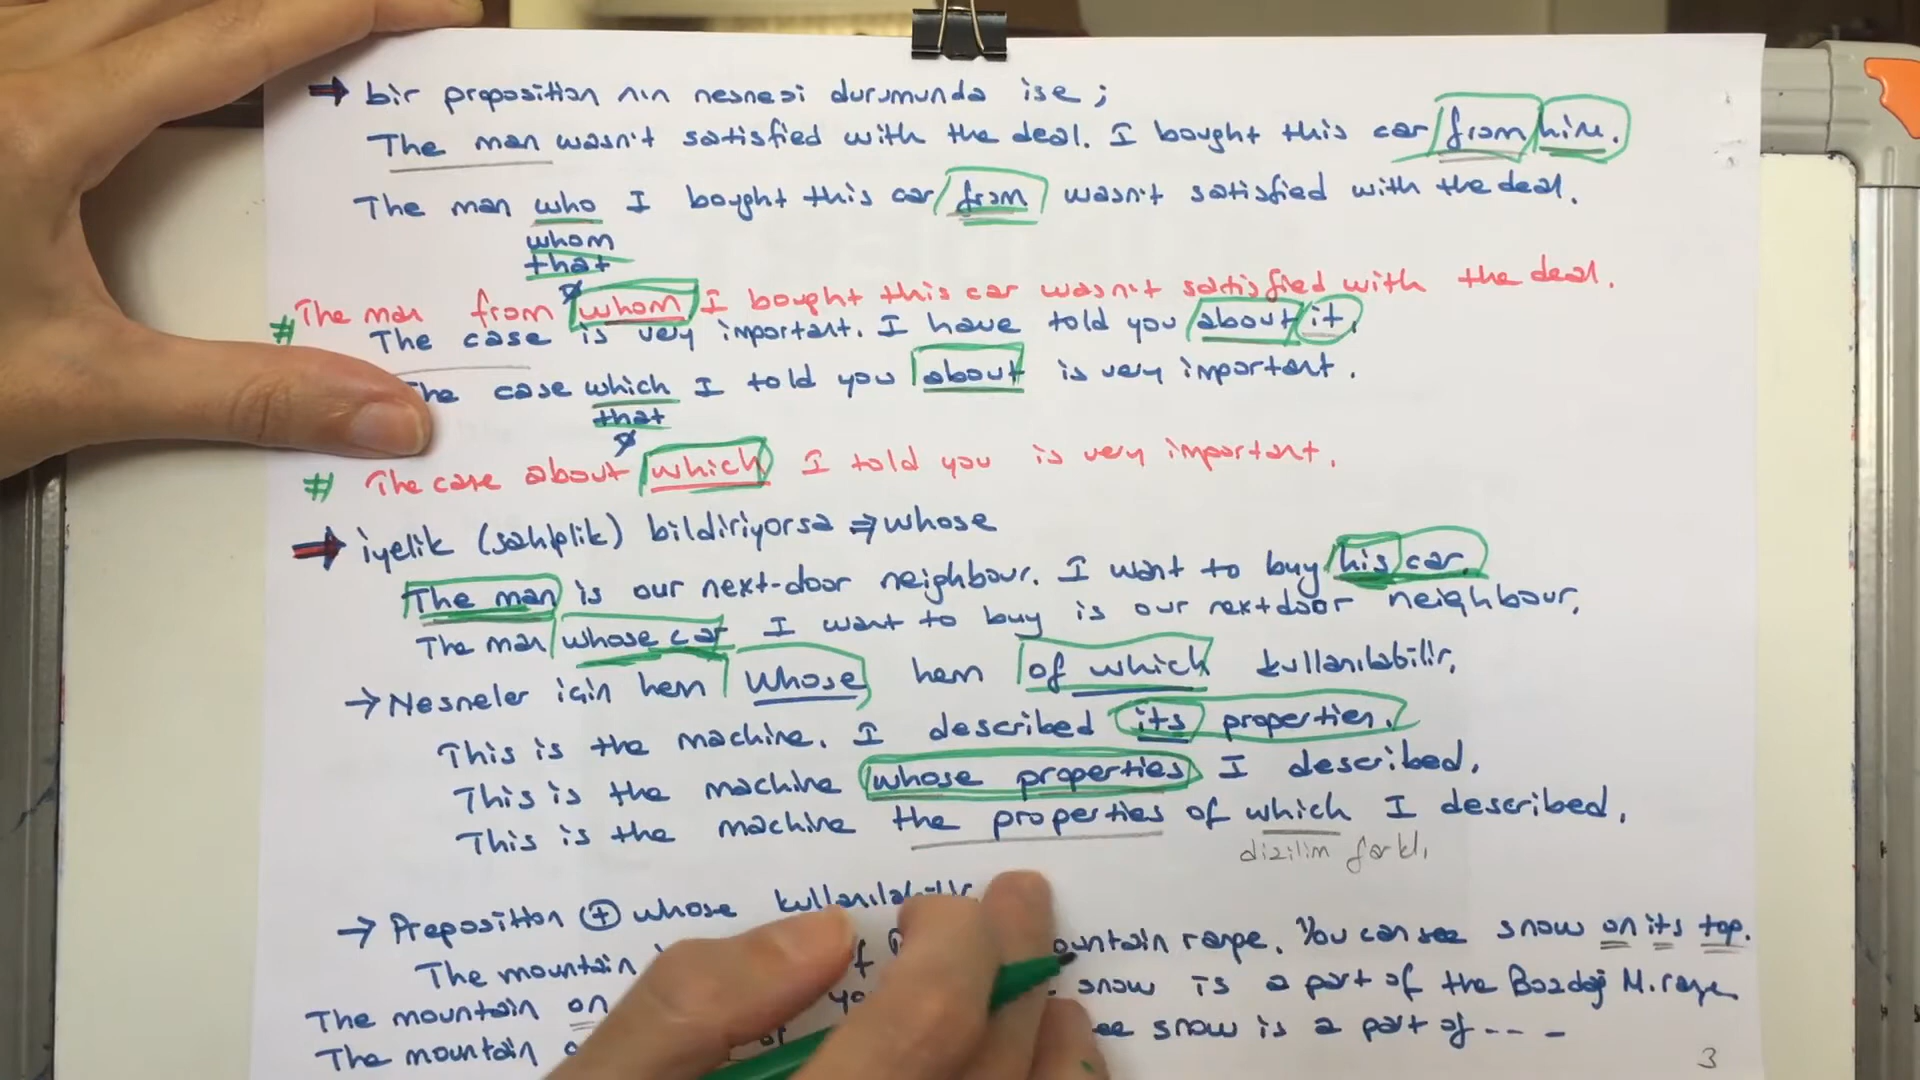 → bir preposition nın nesnesi durumunda ise;
The man wasn't satisfied with the deal. I bought this car from him.
The man who I bought this car from wasn't satisfied with the deal.
whom
that
Ø
The man from whom I bought this car wasn't satisfied with the deal.
# The case is very important. I have told you about it.
The case which I told you about is very important.
that
Ø
# The case about which I told you is very important.
→ iyelik (sahiplik) bildiriyorsa ⇒ whose
The man is our next-door neighbour. I want to buy his car.
The man whose car I want to buy is our next door neighbour.
→ Nesneler için hem whose hem of which kullanılabilir.
This is the machine. I described its properties.
This is the machine whose properties I described.
This is the machine the properties of which I described.
dizilim farklı
→ Preposition ⊕ whose kullanılabilir
The mountain of mountain range. You can see snow on its top.
The mountain on snow is a part of the Bozdağ M. range
The mountain see snow is a part of ----
3